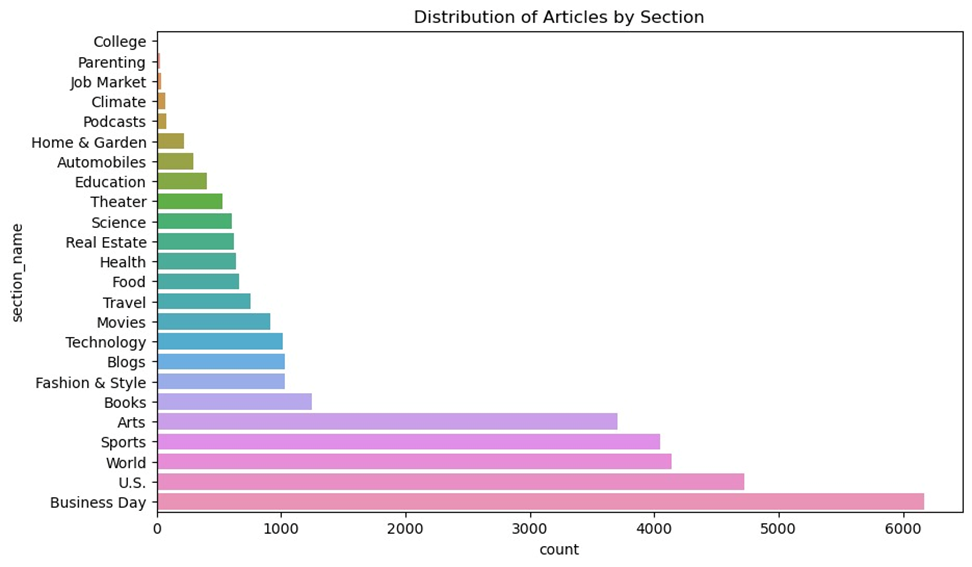 Distribution of Articles by Section
section_name
College
Parenting
Job Market
Climate
Podcasts
Home & Garden
Automobiles
Education
Theater
Science
Real Estate
Health
Food
Travel
Movies
Technology
Blogs
Fashion & Style
Books
Arts
Sports
World
U.S.
Business Day
0 1000 2000 3000 4000 5000 6000
count